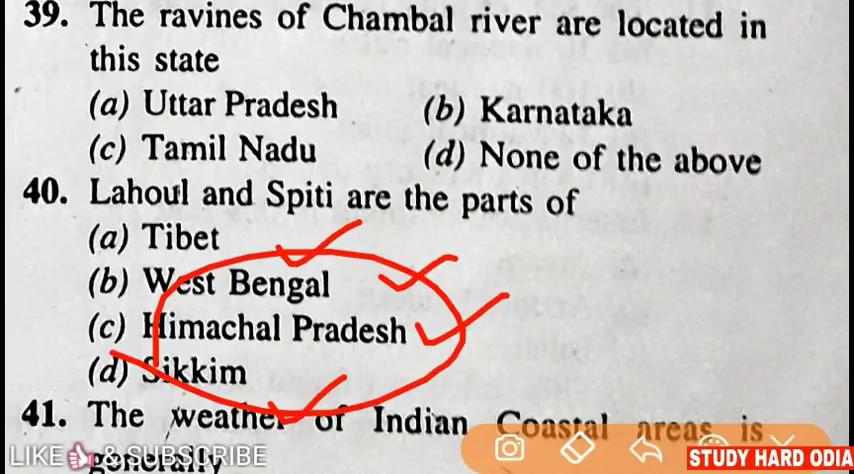 39. The ravines of Chambal river are located in
this state
(a) Uttar Pradesh (b) Karnataka
(c) Tamil Nadu (d) None of the above
40. Lahoul and Spiti are the parts of
(a) Tibet
(b) West Bengal
(c) Himachal Pradesh
(d) Sikkim
41. The weather of Indian Coastal areas is
generally
LIKE & SUBSCRIBE
STUDY HARD ODIA